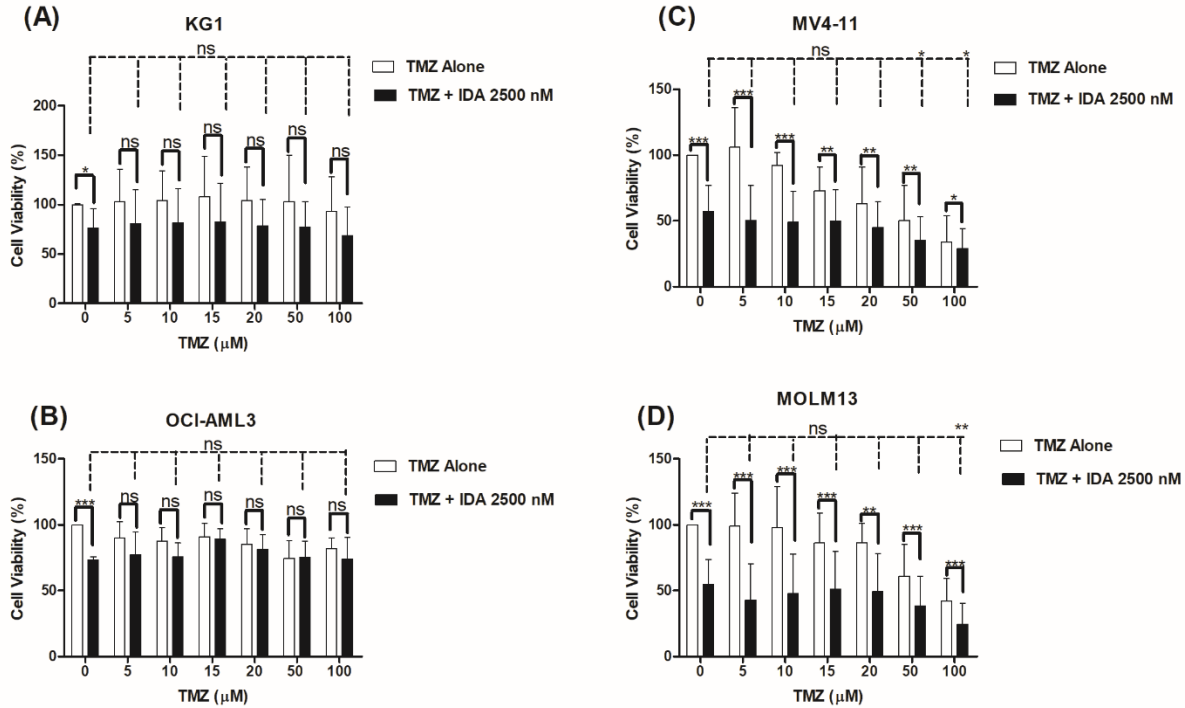 (A)
KG1
ns
TMZ Alone
TMZ + IDA 2500 nM
Cell Viability (%)
200
150
100
50
0
* ns ns ns ns ns ns
0 5 10 15 20 50 100
TMZ (μM)
(B)
OCI-AML3
ns
TMZ Alone
TMZ + IDA 2500 nM
Cell Viability (%)
150
100
50
0
*** ns ns ns ns ns ns
0 5 10 15 20 50 100
TMZ (μM)
(C)
MV4-11
ns * *
TMZ Alone
TMZ + IDA 2500 nM
Cell Viability (%)
150
100
50
0
*** *** *** ** ** ** *
0 5 10 15 20 50 100
TMZ (μM)
(D)
MOLM13
ns **
TMZ Alone
TMZ + IDA 2500 nM
Cell Viability (%)
150
100
50
0
*** *** *** *** ** *** ***
0 5 10 15 20 50 100
TMZ (μM)